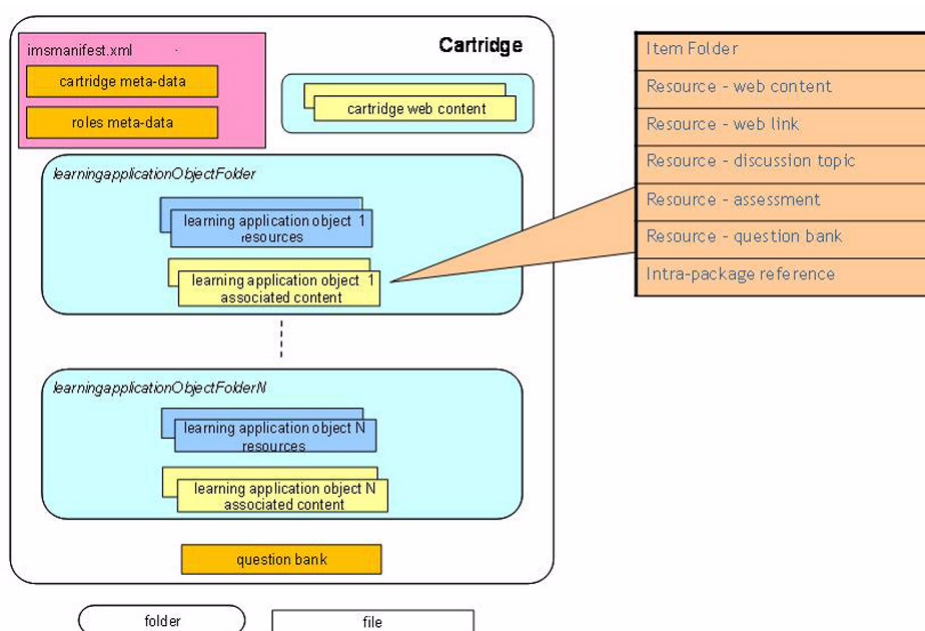 Cartridge
imsmanifest.xml
cartridge meta-data
roles meta-data
cartridge web content
learningapplicationObjectFolder
learning application object 1
resources
learning application object 1
associated content
learningapplicationObjectFolderN
learning application object N
resources
learning application object N
associated content
question bank
folder
file
Item Folder
Resource - web content
Resource - web link
Resource - discussion topic
Resource - assessment
Resource - question bank
Intra-package reference